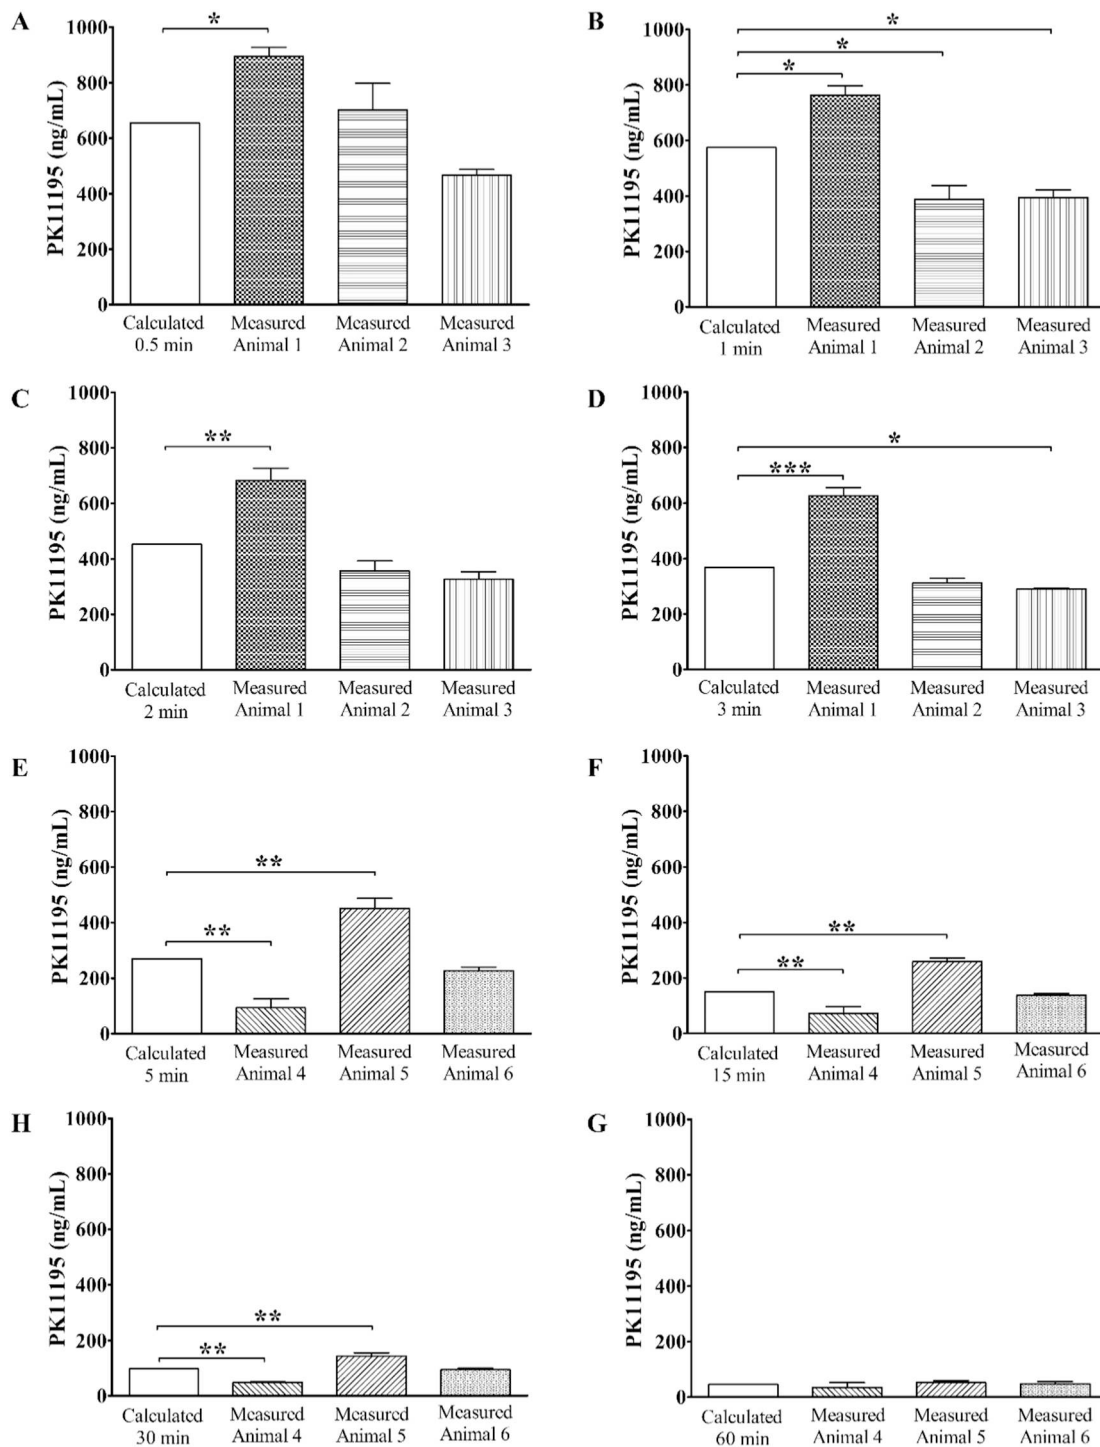 A
PK11195 (ng/mL)
1000
800
600
400
200
0
*
Calculated 0.5 min
Measured Animal 1
Measured Animal 2
Measured Animal 3
B
PK11195 (ng/mL)
1000
800
600
400
200
0
*
*
*
Calculated 1 min
Measured Animal 1
Measured Animal 2
Measured Animal 3
C
PK11195 (ng/mL)
1000
800
600
400
200
0
**
Calculated 2 min
Measured Animal 1
Measured Animal 2
Measured Animal 3
D
PK11195 (ng/mL)
1000
800
600
400
200
0
*
***
Calculated 3 min
Measured Animal 1
Measured Animal 2
Measured Animal 3
E
PK11195 (ng/mL)
1000
800
600
400
200
0
**
**
Calculated 5 min
Measured Animal 4
Measured Animal 5
Measured Animal 6
F
PK11195 (ng/mL)
1000
800
600
400
200
0
**
**
Calculated 15 min
Measured Animal 4
Measured Animal 5
Measured Animal 6
H
PK11195 (ng/mL)
1000
800
600
400
200
0
**
**
Calculated 30 min
Measured Animal 4
Measured Animal 5
Measured Animal 6
G
PK11195 (ng/mL)
1000
800
600
400
200
0
Calculated 60 min
Measured Animal 4
Measured Animal 5
Measured Animal 6